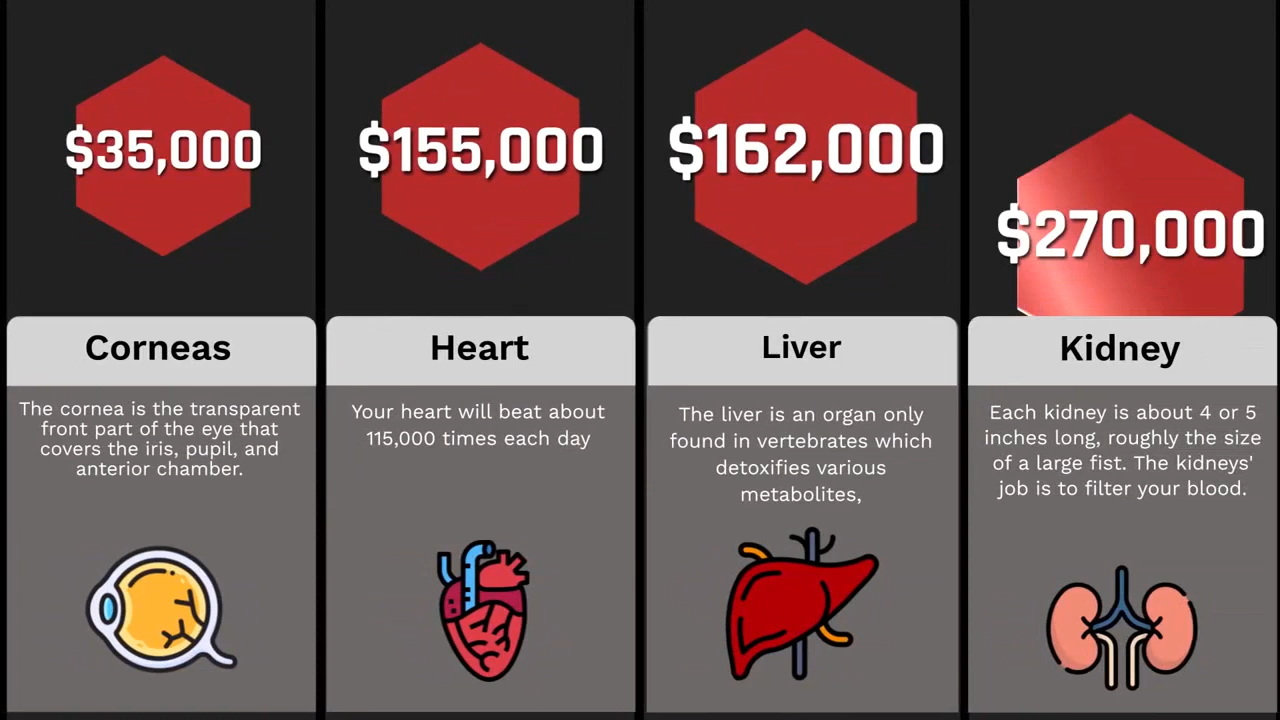 $35,000
Corneas
The cornea is the transparent
front part of the eye that
covers the iris, pupil, and
anterior chamber.
$155,000
Heart
Your heart will beat about
115,000 times each day
$162,000
Liver
The liver is an organ only
found in vertebrates which
detoxifies various
metabolites,
$270,000
Kidney
Each kidney is about 4 or 5
inches long, roughly the size
of a large fist. The kidneys'
job is to filter your blood.